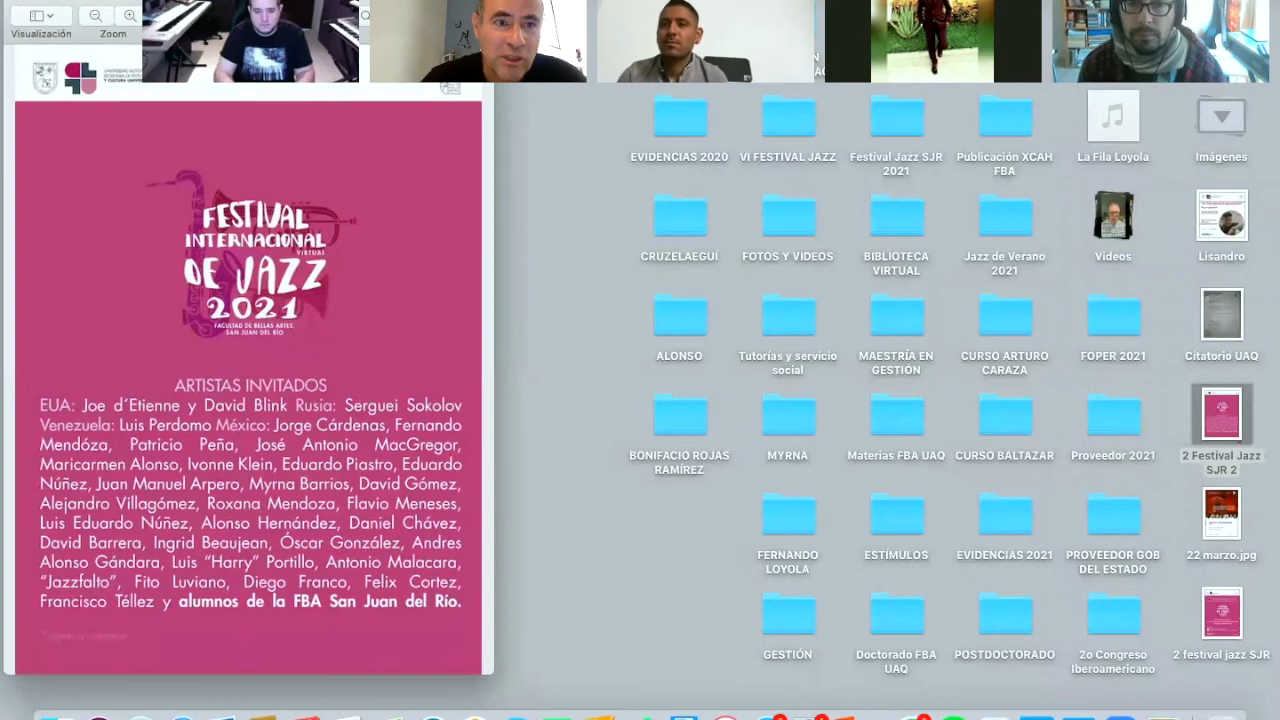 Visualización
Zoom
FESTIVAL
INTERNACIONAL
VIRTUAL
DE JAZZ
2021
FACULTAD DE BELLAS ARTES,
SAN JUAN DEL RÍO
ARTISTAS INVITADOS
EUA: Joe d´Etienne y David Blink Rusia: Serguei Sokolov
Venezuela: Luis Perdomo México: Jorge Cárdenas, Fernando
Mendóza, Patricio Peña, José Antonio MacGregor,
Maricarmen Alonso, Ivonne Klein, Eduardo Piastro, Eduardo
Núñez, Juan Manuel Arpero, Myrna Barrios, David Gómez,
Alejandro Villagómez, Roxana Mendoza, Flavio Meneses,
Luis Eduardo Núñez, Alonso Hernández, Daniel Chávez,
David Barrera, Ingrid Beaujean, Óscar González, Andres
Alonso Gándara, Luis “Harry” Portillo, Antonio Malacara,
“Jazzfalto”, Fito Luviano, Diego Franco, Felix Cortez,
Francisco Téllez y alumnos de la FBA San Juan del Río.
EVIDENCIAS 2020
VI FESTIVAL JAZZ
Festival Jazz SJR
2021
Publicación XCAH
FBA
La Fila Loyola
Imágenes
CRUZELAEGUÍ
FOTOS Y VIDEOS
BIBLIOTECA
VIRTUAL
Jazz de Verano
2021
Videos
Lisandro
ALONSO
Tutorías y servicio
social
MAESTRÍA EN
GESTIÓN
CURSO ARTURO
CARAZA
FOPER 2021
Citatorio UAQ
BONIFACIO ROJAS
RAMÍREZ
MYRNA
Materias FBA UAQ
CURSO BALTAZAR
Proveedor 2021
2 Festival Jazz
SJR 2
FERNANDO
LOYOLA
ESTÍMULOS
EVIDENCIAS 2021
PROVEEDOR GOB
DEL ESTADO
22 marzo.jpg
GESTIÓN
Doctorado FBA
UAQ
POSTDOCTORADO
2o Congreso
Iberoamericano
2 festival jazz SJR